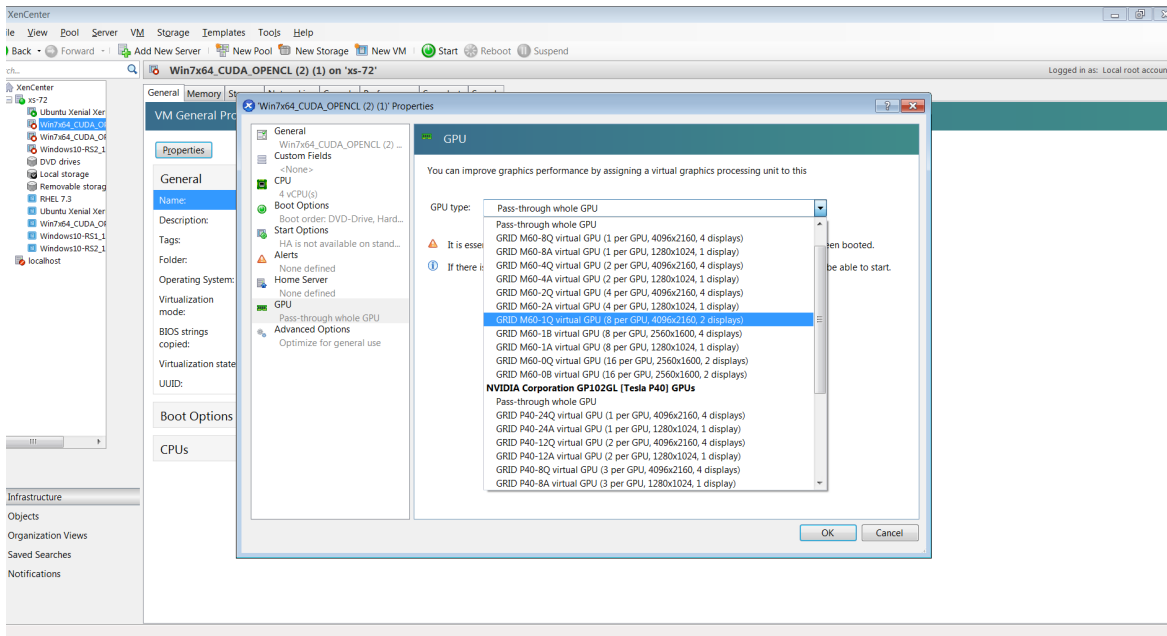 XenCenter
ile View Pool Server VM Storage Templates Tools Help
Back Forward Add New Server New Pool New Storage New VM Start Reboot Suspend
ch...
Win7x64_CUDA_OPENCL (2) (1) on 'xs-72'
Logged in as: Local root accoun
XenCenter
xs-72
Ubuntu Xenial Xer
Win7x64_CUDA_OI
Win7x64_CUDA_OI
Windows10-RS2_1
DVD drives
Local storage
Removable storag
RHEL 7.3
Ubuntu Xenial Xer
Win7x64_CUDA_OI
Windows10-RS1_1
Windows10-RS2_1
localhost
Infrastructure
Objects
Organization Views
Saved Searches
Notifications
General Memory
VM General Pro
Properties
General
Name:
Description:
Tags:
Folder:
Operating System:
Virtualization
mode:
BIOS strings
copied:
Virtualization state
UUID:
Boot Options
CPUs
'Win7x64_CUDA_OPENCL (2) (1)' Properties
General
Win7x64_CUDA_OPENCL (2) ...
Custom Fields
<None>
CPU
4 vCPU(s)
Boot Options
Boot order: DVD-Drive, Hard...
Start Options
HA is not available on stand...
Alerts
None defined
Home Server
None defined
GPU
Pass-through whole GPU
Advanced Options
Optimize for general use
GPU
You can improve graphics performance by assigning a virtual graphics processing unit to this
GPU type: Pass-through whole GPU
It is esse
een booted.
If there i
be able to start.
Pass-through whole GPU
GRID M60-8Q virtual GPU (1 per GPU, 4096x2160, 4 displays)
GRID M60-8A virtual GPU (1 per GPU, 1280x1024, 1 display)
GRID M60-4Q virtual GPU (2 per GPU, 4096x2160, 4 displays)
GRID M60-4A virtual GPU (2 per GPU, 1280x1024, 1 display)
GRID M60-2Q virtual GPU (4 per GPU, 4096x2160, 4 displays)
GRID M60-2A virtual GPU (4 per GPU, 1280x1024, 1 display)
GRID M60-1Q virtual GPU (8 per GPU, 4096x2160, 2 displays)
GRID M60-1B virtual GPU (8 per GPU, 2560x1600, 4 displays)
GRID M60-1A virtual GPU (8 per GPU, 1280x1024, 1 display)
GRID M60-0Q virtual GPU (16 per GPU, 2560x1600, 2 displays)
GRID M60-0B virtual GPU (16 per GPU, 2560x1600, 2 displays)
NVIDIA Corporation GP102GL [Tesla P40] GPUs
Pass-through whole GPU
GRID P40-24Q virtual GPU (1 per GPU, 4096x2160, 4 displays)
GRID P40-24A virtual GPU (1 per GPU, 1280x1024, 1 display)
GRID P40-12Q virtual GPU (2 per GPU, 4096x2160, 4 displays)
GRID P40-12A virtual GPU (2 per GPU, 1280x1024, 1 display)
GRID P40-8Q virtual GPU (3 per GPU, 4096x2160, 4 displays)
GRID P40-8A virtual GPU (3 per GPU, 1280x1024, 1 display)
OK Cancel